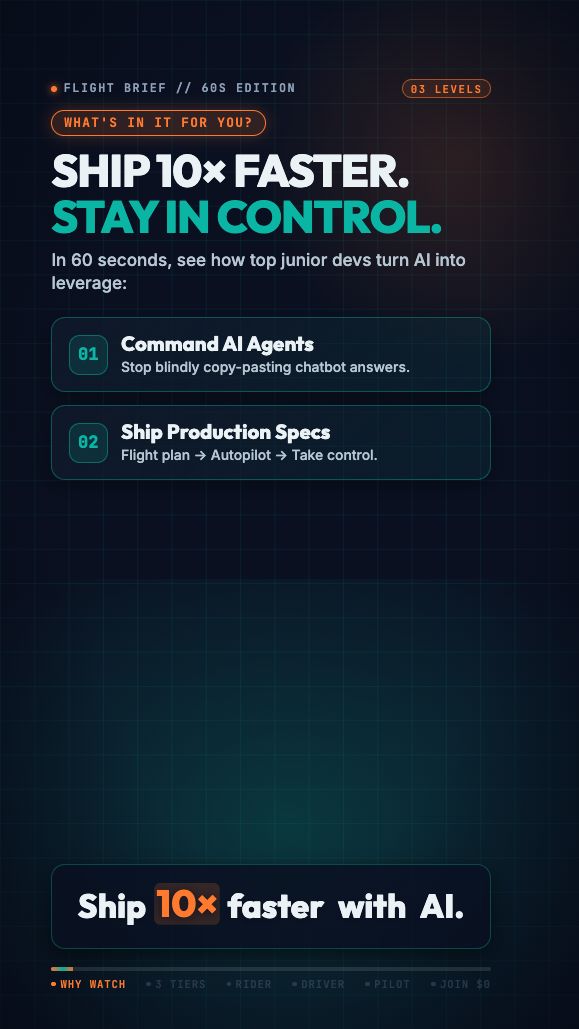 FLIGHT BRIEF // 60S EDITION
03 LEVELS
WHAT'S IN IT FOR YOU?
SHIP 10× FASTER.
STAY IN CONTROL.
In 60 seconds, see how top junior devs turn AI into
leverage:
01
Command AI Agents
Stop blindly copy-pasting chatbot answers.
02
Ship Production Specs
Flight plan → Autopilot → Take control.
Ship 10× faster with AI.
WHY WATCH
3 TIERS
RIDER
DRIVER
PILOT
JOIN $0